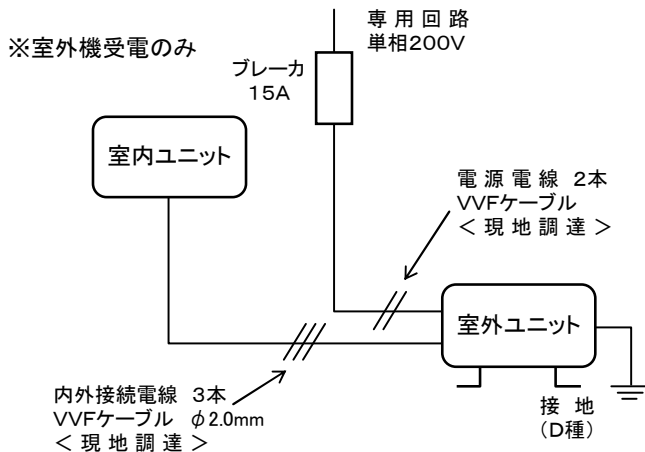 ※室外機受電のみ
専用回路
単相200V
ブレーカ
15A
室内ユニット
電源電線 2本
VVFケーブル
<現地調達>
室外ユニット
内外接続電線 3本
VVFケーブル φ2.0mm
<現地調達>
接地
(D種)